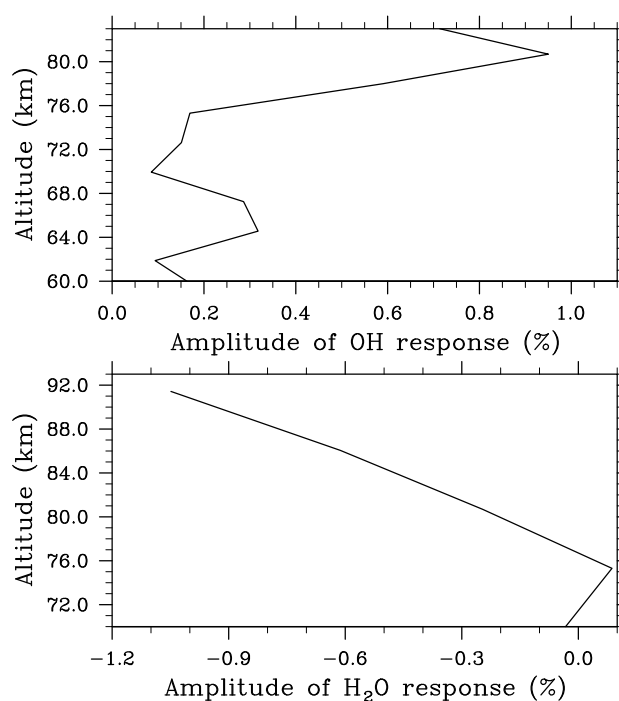 80.0
76.0
72.0
68.0
64.0
60.0
Altitude (km)
0.0 0.2 0.4 0.6 0.8 1.0
Amplitude of OH response (%)
92.0
88.0
84.0
80.0
76.0
72.0
Altitude (km)
−1.2 −0.9 −0.6 −0.3 0.0
Amplitude of H₂O response (%)